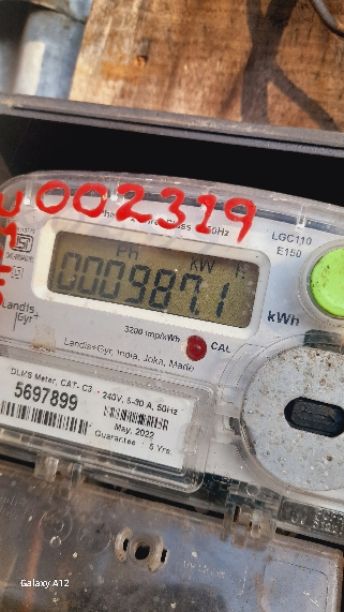 002319
LGC110
E150
Ph kW h
000987.1
kWh
3200 imp/kWh
CAL
Landis
Gyr+
Landis+Gyr, India, Joka, Made
DLMS Meter, CAT- C3 * 240V, 5-30 A, 50Hz
5697899
May, 2022
Guarantee - 5 Yrs.
Galaxy A12